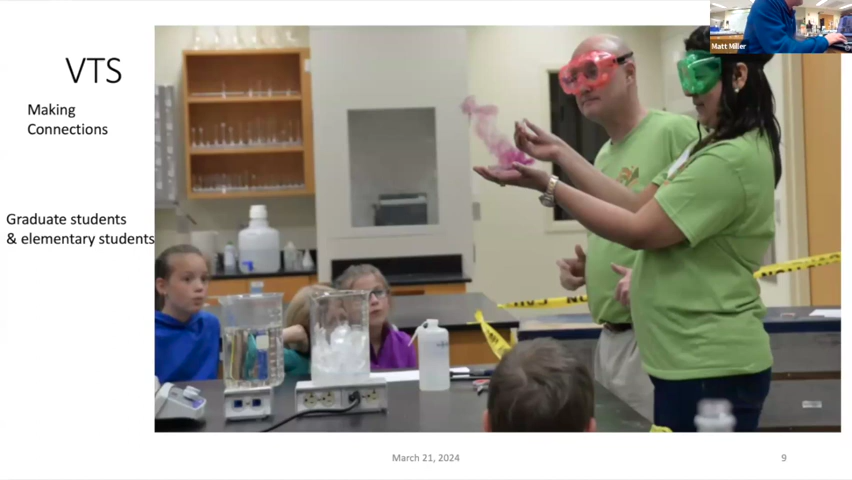 VTS
Making
Connections
Graduate students
& elementary students
Matt Miller
March 21, 2024
9